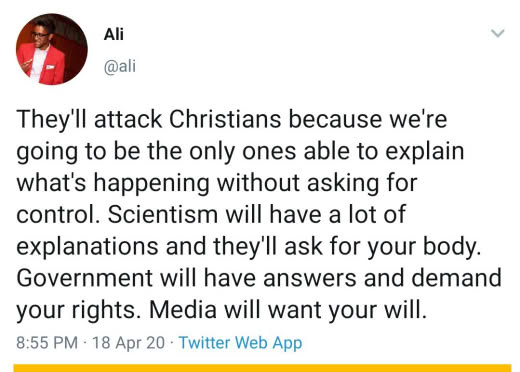 Ali
@ali
They'll attack Christians because we're
going to be the only ones able to explain
what's happening without asking for
control. Scientism will have a lot of
explanations and they'll ask for your body.
Government will have answers and demand
your rights. Media will want your will.
8:55 PM · 18 Apr 20 · Twitter Web App